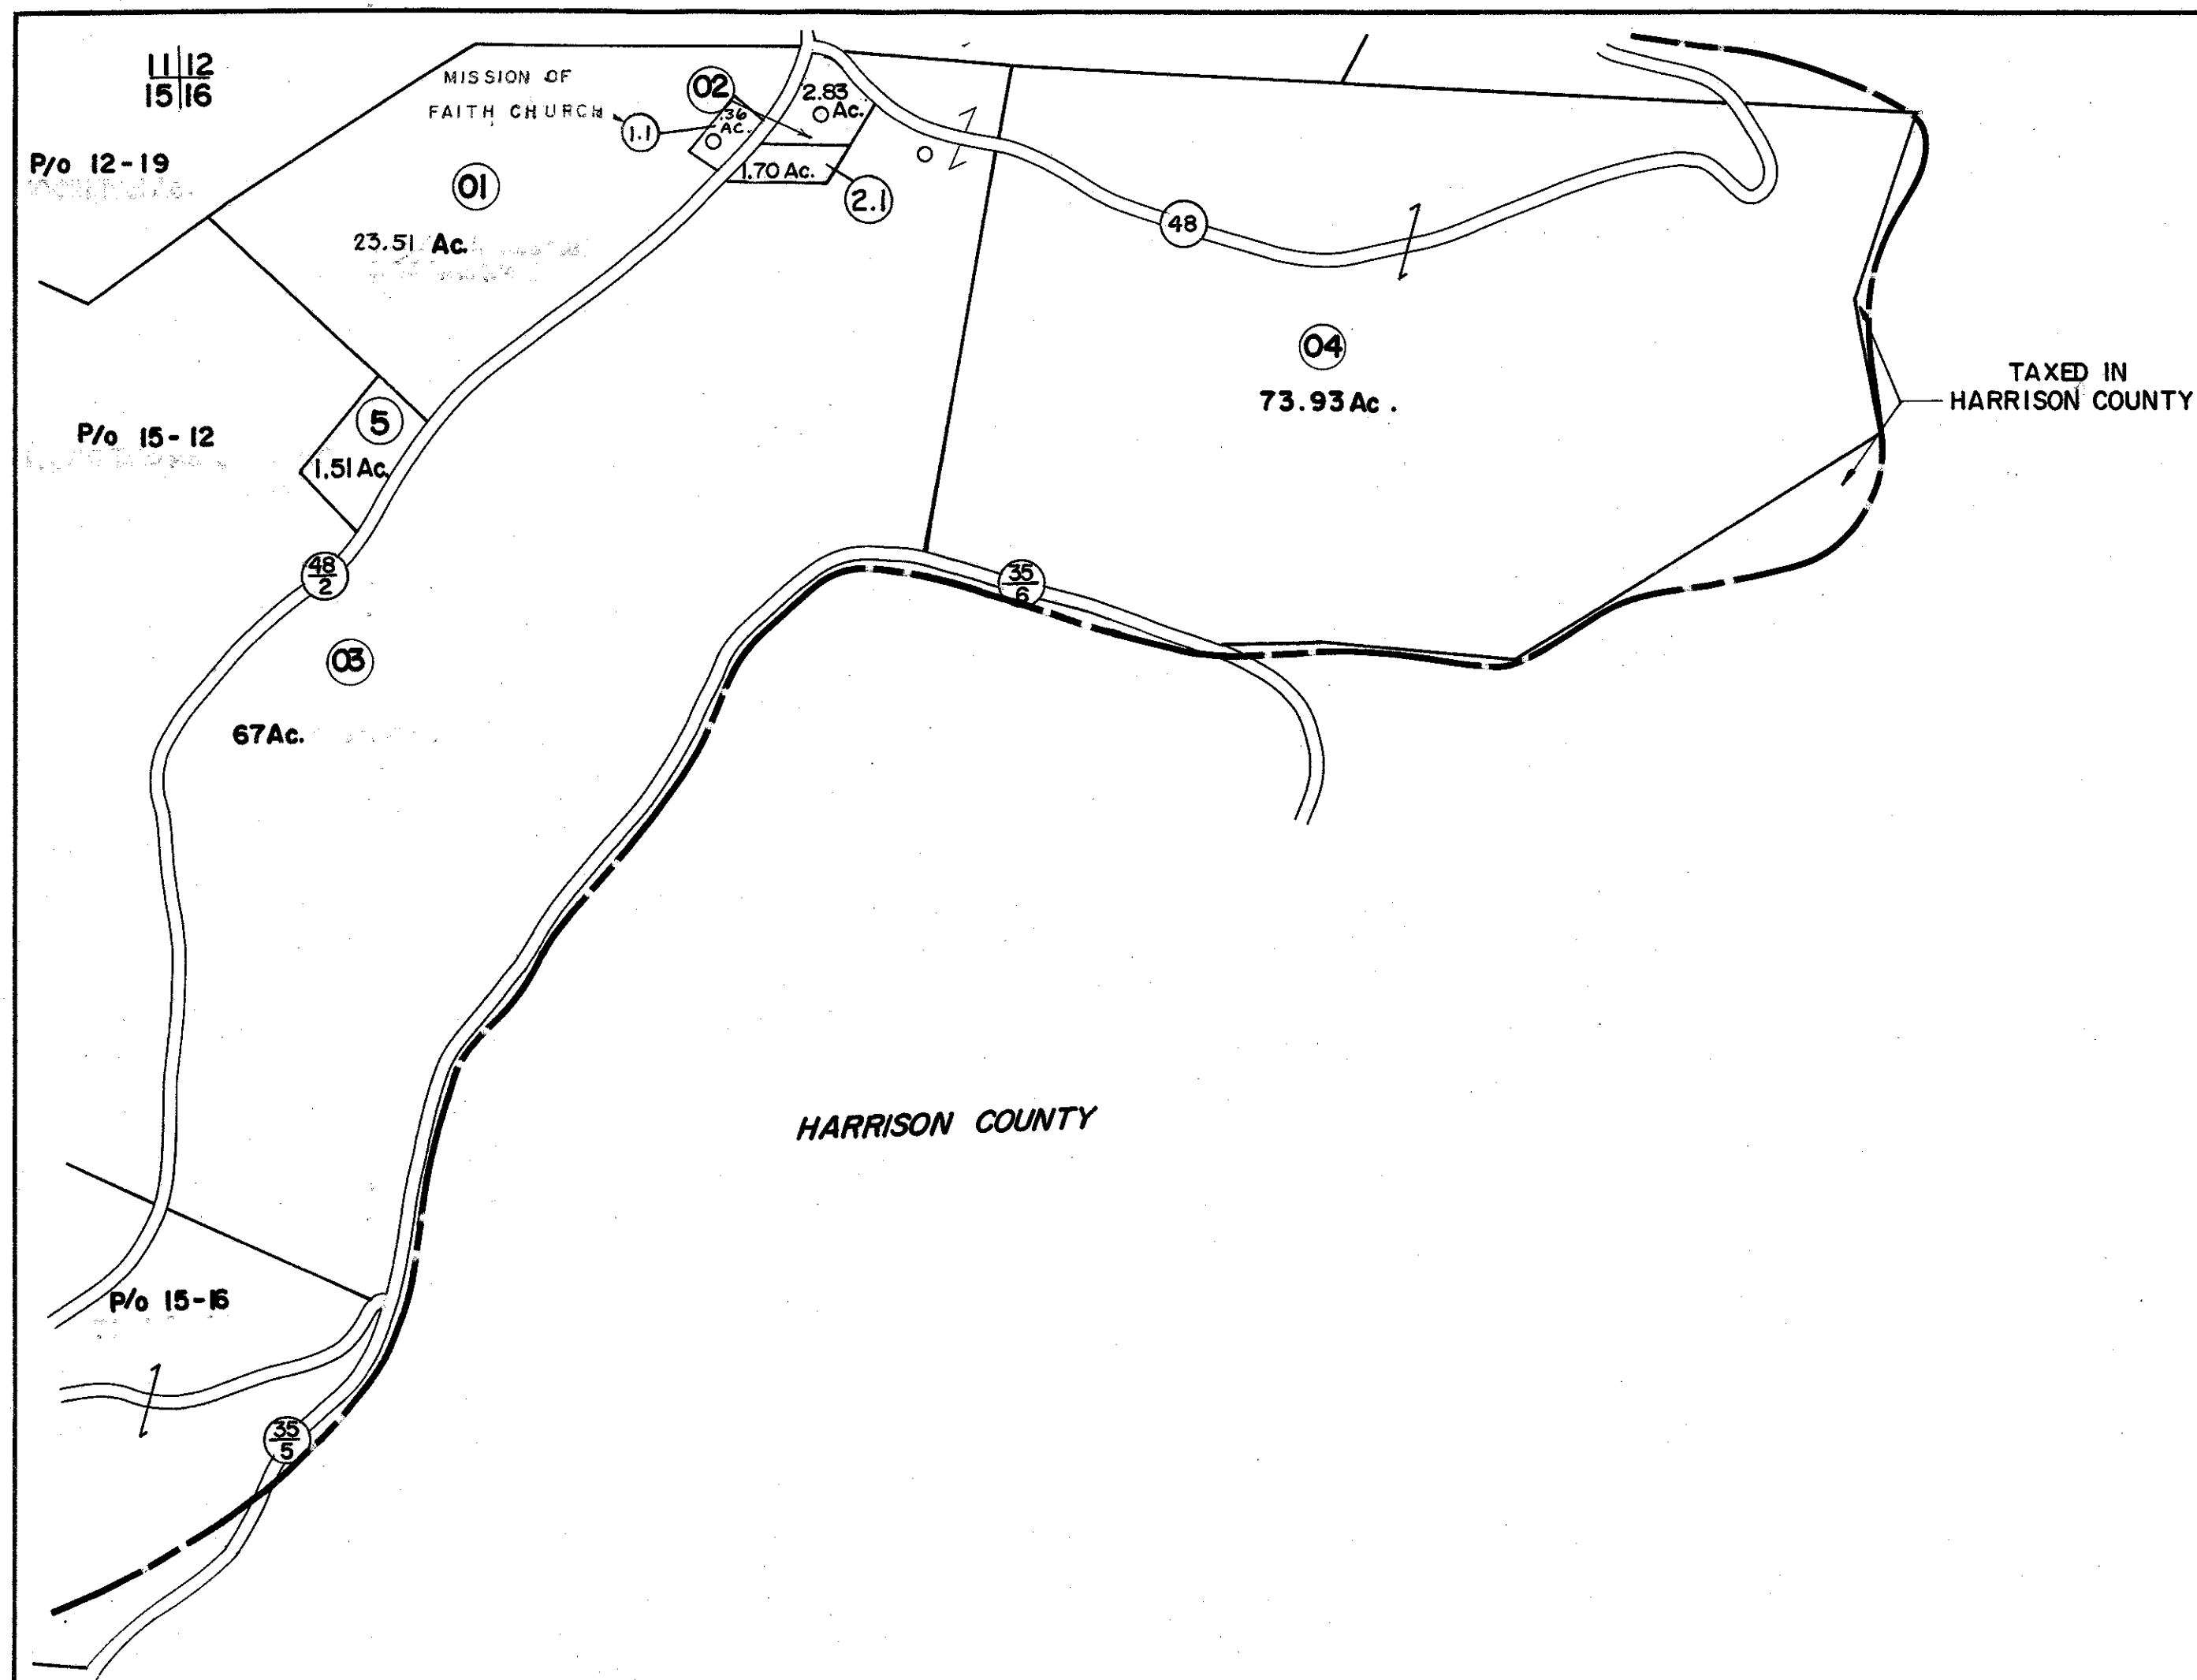 11|12
15|16
MISSION OF
FAITH CHURCH
1.1
.36
AC.
02
2.83
Ac.
P/o 12-19
01
1.70 Ac.
2.1
23.51 Ac.
48
04
73.93 Ac.
TAXED IN
HARRISON COUNTY
5
P/o 15-12
1.51 Ac.
48
2
35
6
03
67 Ac.
HARRISON COUNTY
P/o 15-16
35
5